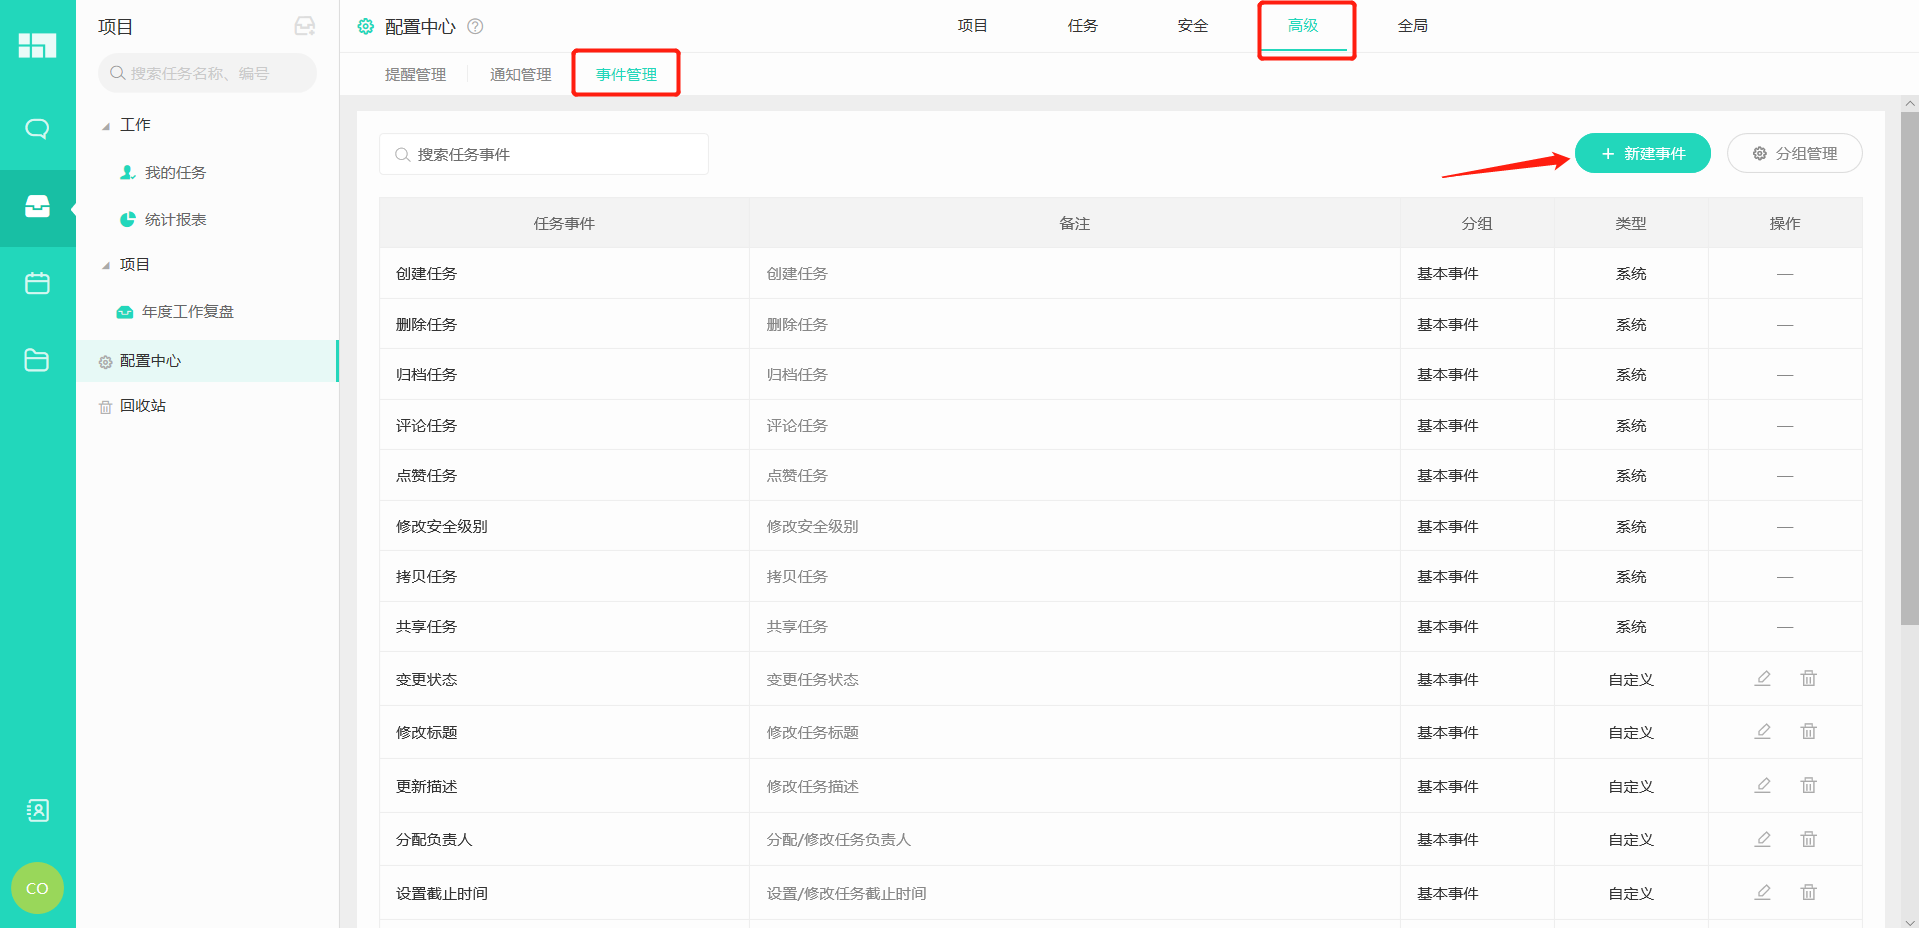 项目
搜索任务名称、编号
工作
我的任务
统计报表
项目
年度工作复盘
配置中心
回收站
CO
配置中心 ?
项目 任务 安全 高级 全局
提醒管理 通知管理 事件管理
搜索任务事件
+ 新建事件 分组管理
任务事件 备注 分组 类型 操作
创建任务 创建任务 基本事件 系统 —
删除任务 删除任务 基本事件 系统 —
归档任务 归档任务 基本事件 系统 —
评论任务 评论任务 基本事件 系统 —
点赞任务 点赞任务 基本事件 系统 —
修改安全级别 修改安全级别 基本事件 系统 —
拷贝任务 拷贝任务 基本事件 系统 —
共享任务 共享任务 基本事件 系统 —
变更状态 变更任务状态 基本事件 自定义
修改标题 修改任务标题 基本事件 自定义
更新描述 修改任务描述 基本事件 自定义
分配负责人 分配/修改任务负责人 基本事件 自定义
设置截止时间 设置/修改任务截止时间 基本事件 自定义